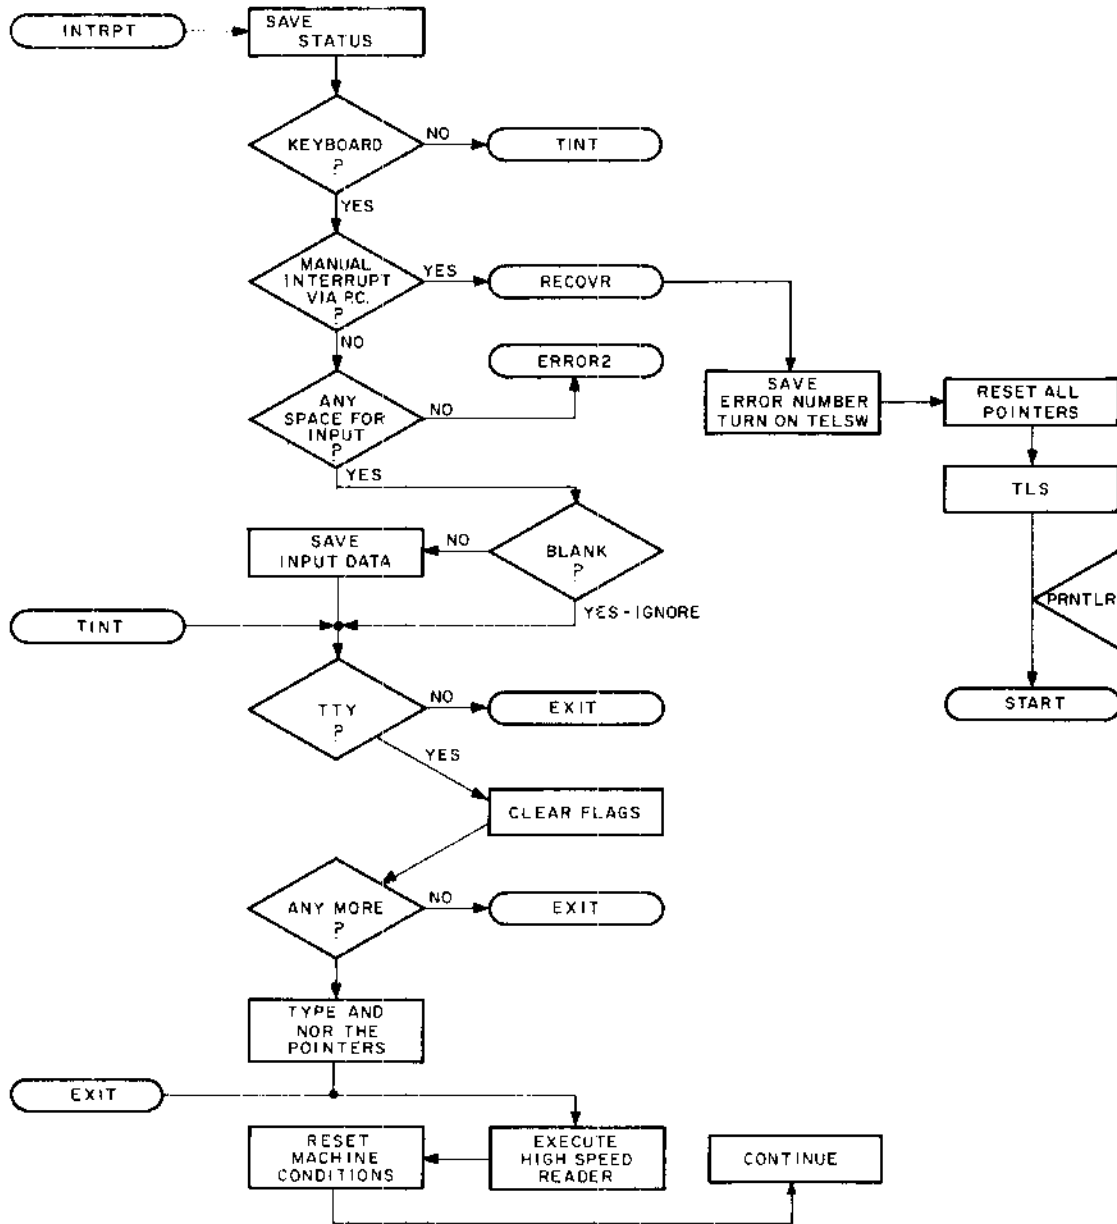 INTRPT
SAVE
STATUS
KEYBOARD
?
NO
TINT
YES
MANUAL
INTERRUPT
VIA P.C.
?
YES
RECOVR
NO
ERROR2
ANY
SPACE FOR
INPUT
?
NO
SAVE
ERROR NUMBER
TURN ON TELSW
RESET ALL
POINTERS
YES
TLS
SAVE
INPUT DATA
NO
BLANK
?
PRNTLR
YES-IGNORE
TINT
TTY
?
NO
EXIT
START
YES
CLEAR FLAGS
ANY MORE
?
NO
EXIT
TYPE AND
NOR THE
POINTERS
EXIT
RESET
MACHINE
CONDITIONS
EXECUTE
HIGH SPEED
READER
CONTINUE